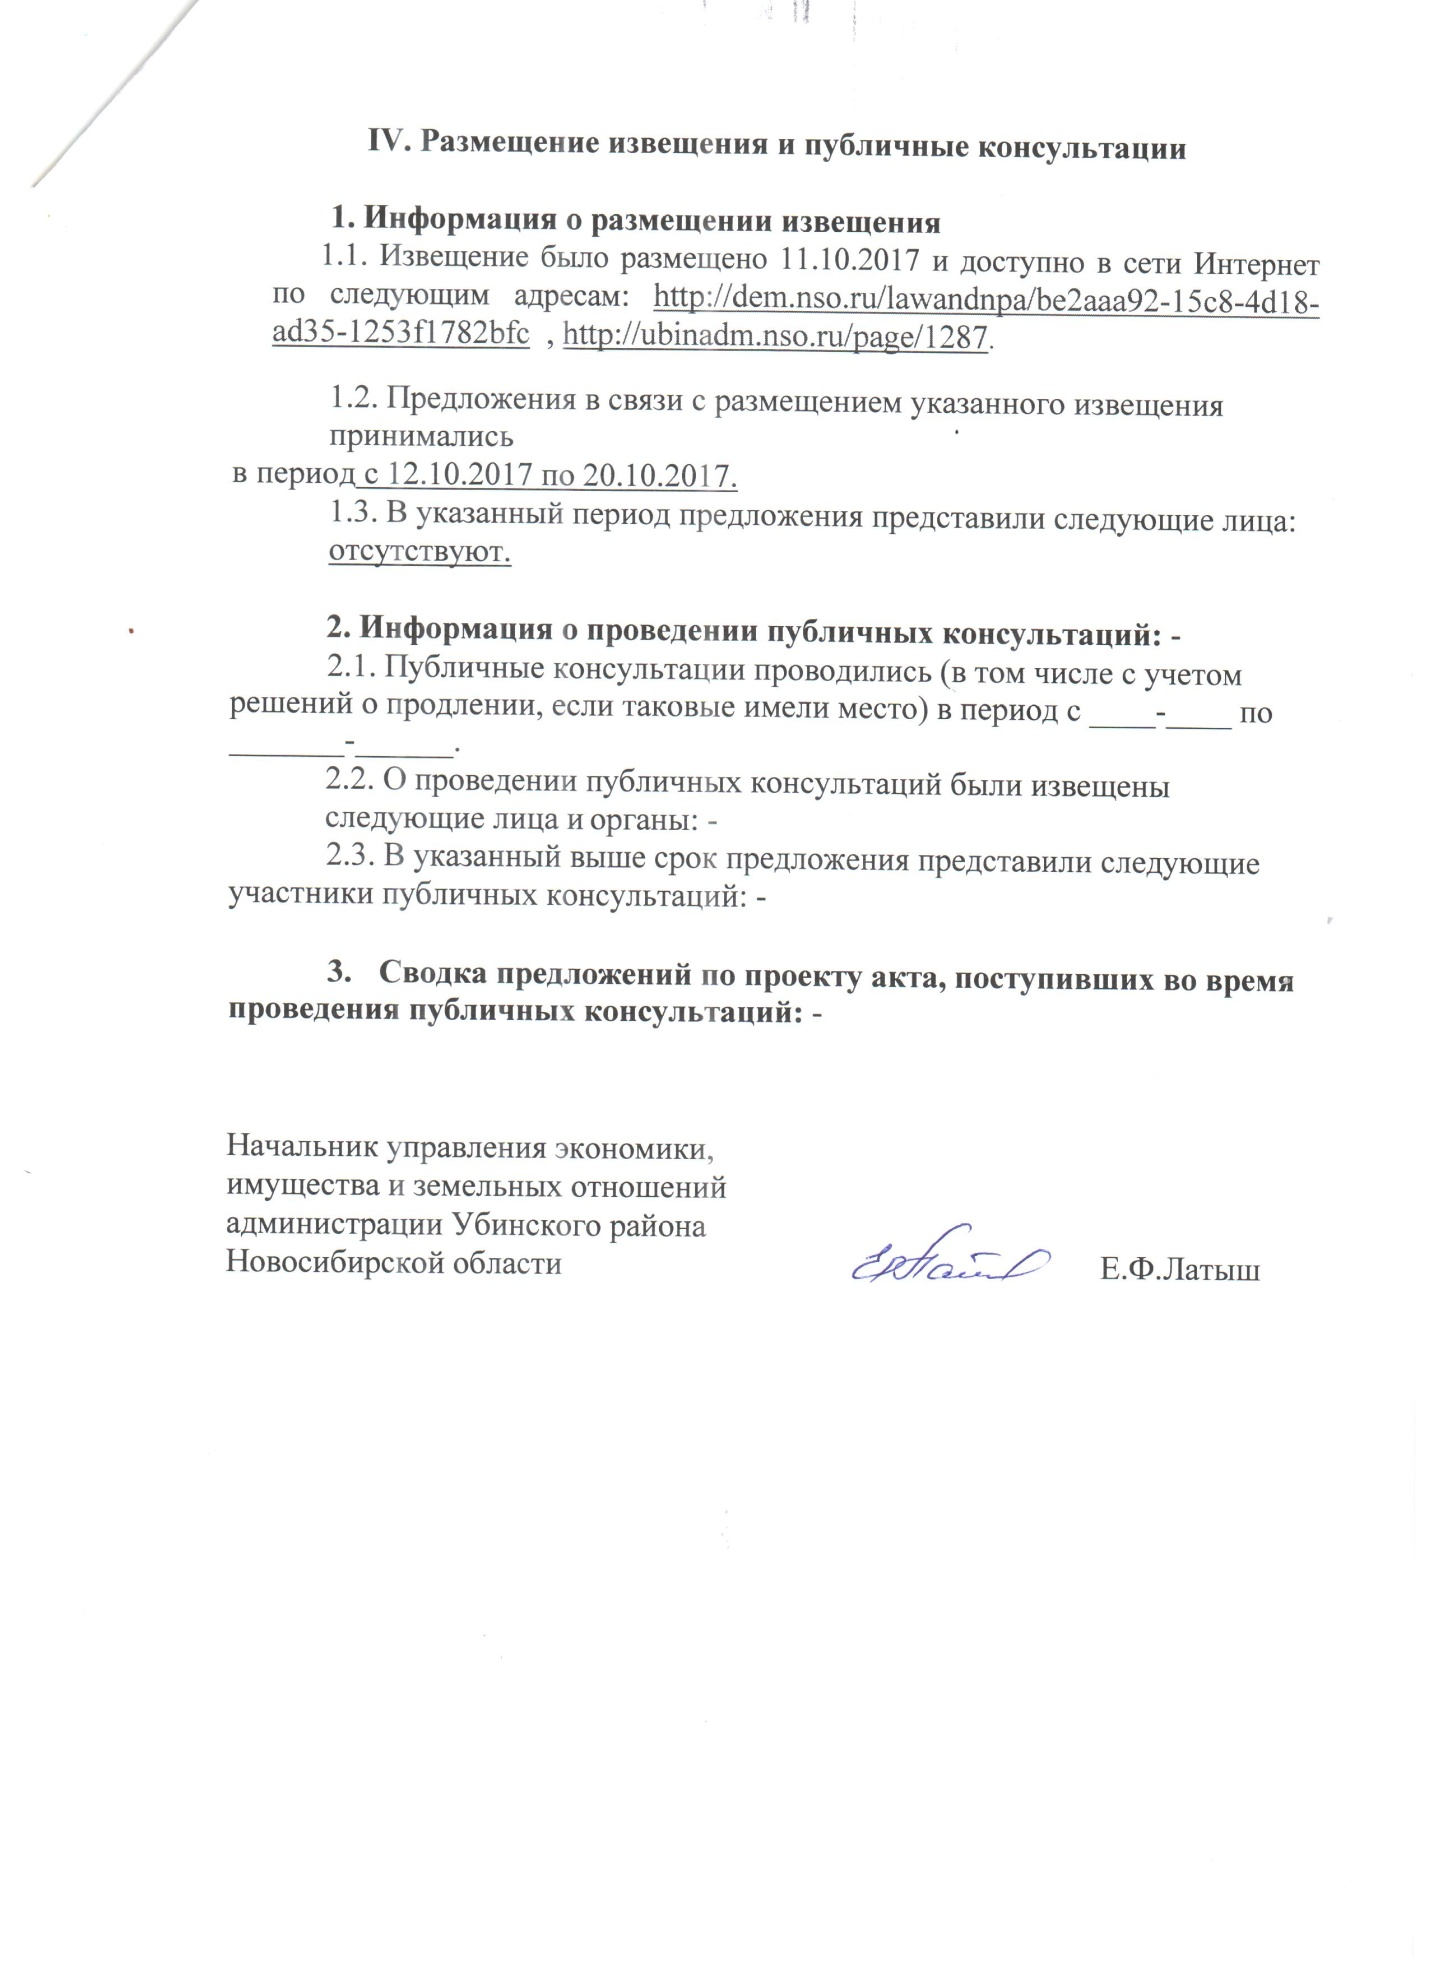 IV. Размещение извещения и публичные консультации
1. Информация о размещении извещения
1.1. Извещение было размещено 11.10.2017 и доступно в сети Интернет
по следующим адресам: http://dem.nso.ru/lawandnpa/be2aaa92-15c8-4d18-
ad35-1253f1782bfc , http://ubinadm.nso.ru/page/1287.
1.2. Предложения в связи с размещением указанного извещения
принимались
в период с 12.10.2017 по 20.10.2017.
1.3. В указанный период предложения представили следующие лица:
отсутствуют.
2. Информация о проведении публичных консультаций: -
2.1. Публичные консультации проводились (в том числе с учетом
решений о продлении, если таковые имели место) в период с ____-____ по
_______-______.
2.2. О проведении публичных консультаций были извещены
следующие лица и органы: -
2.3. В указанный выше срок предложения представили следующие
участники публичных консультаций: -
3. Сводка предложений по проекту акта, поступивших во время
проведения публичных консультаций: -
Начальник управления экономики,
имущества и земельных отношений
администрации Убинского района
Новосибирской области Е.Ф.Латыш